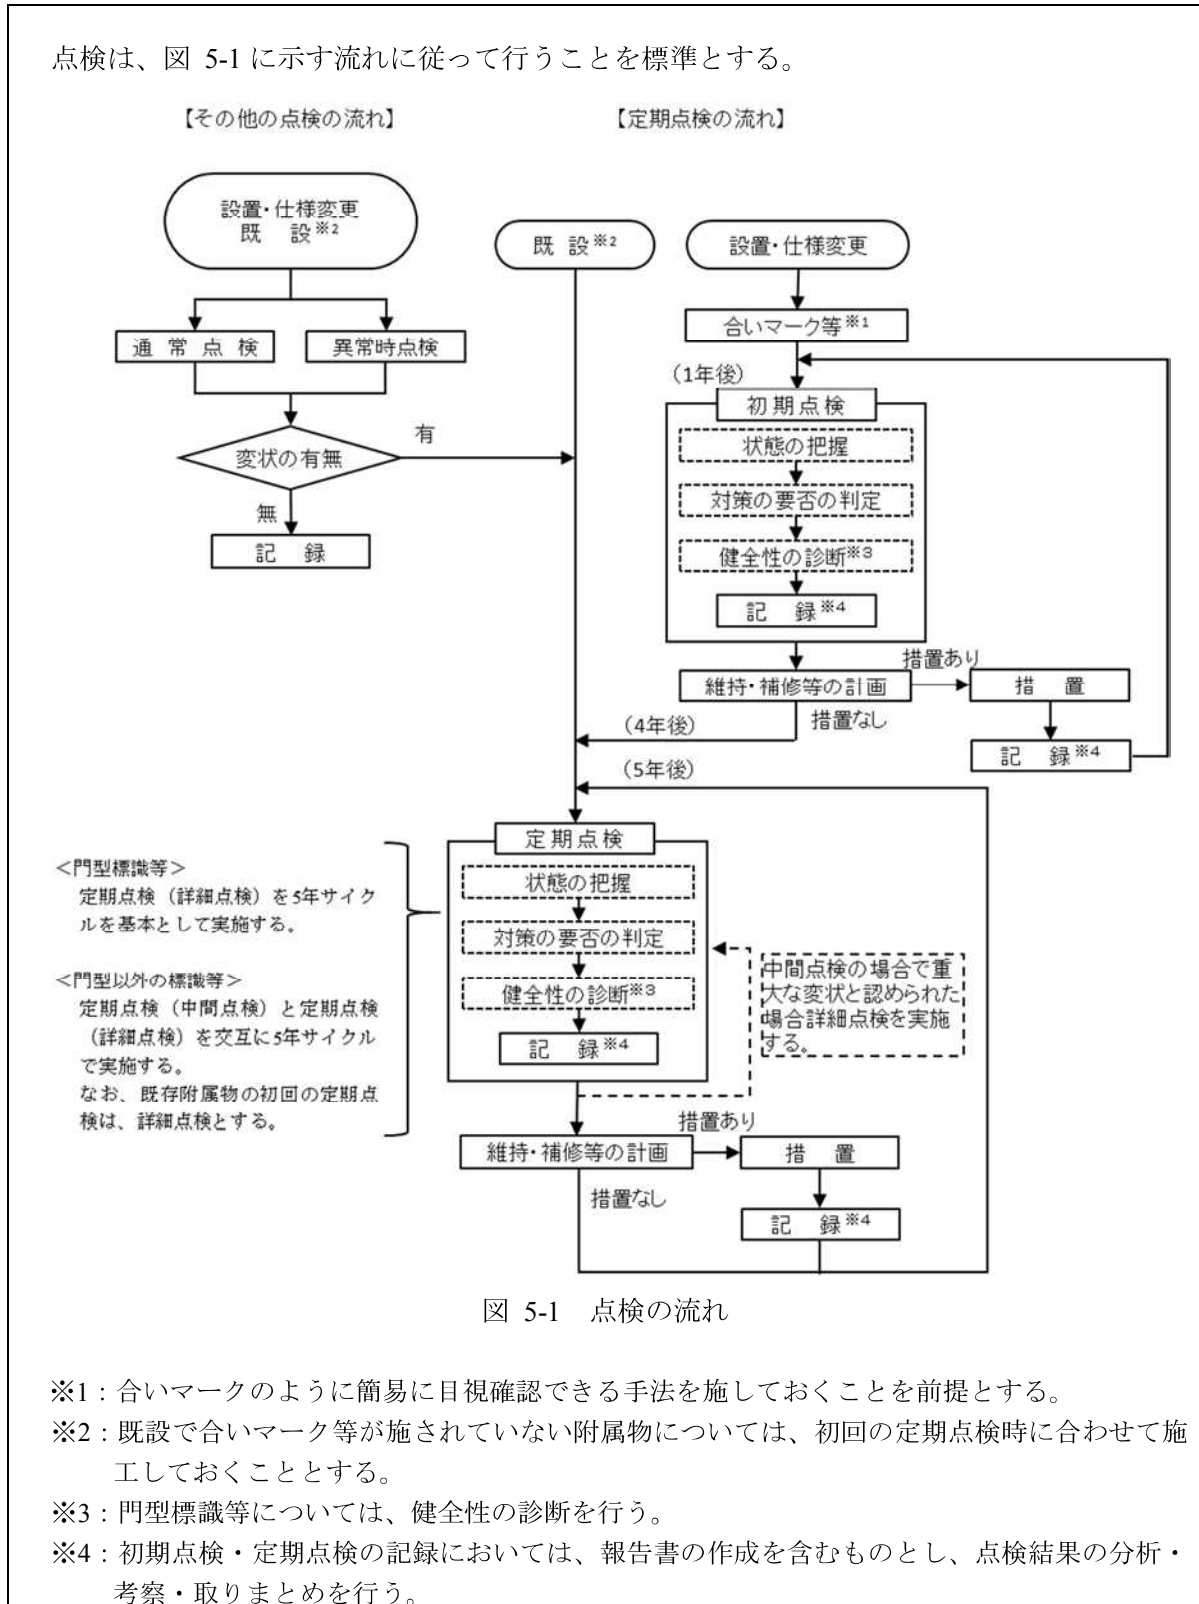 点検は、図 5-1 に示す流れに従って行うことを標準とする。
【その他の点検の流れ】
【定期点検の流れ】
設置・仕様変更
既 設※2
既 設※2
設置・仕様変更
合いマーク等※1
通 常 点 検
異常時点検
(1年後)
初期点検
状態の把握
対策の要否の判定
健全性の診断※3
記 録※4
変状の有無
有
無
記 録
維持・補修等の計画
措置あり
措 置
記 録※4
措置なし
(4年後)
(5年後)
定期点検
状態の把握
対策の要否の判定
健全性の診断※3
記 録※4
<門型標識等>
定期点検(詳細点検)を5年サイク
ルを基本として実施する。
<門型以外の標識等>
定期点検(中間点検)と定期点検
(詳細点検)を交互に5年サイクル
で実施する。
なお、既存附属物の初回の定期点
検は、詳細点検とする。
中間点検の場合で重
大な変状と認められた
場合詳細点検を実施
する。
維持・補修等の計画
措置あり
措 置
記 録※4
措置なし
図 5-1 点検の流れ
※1：合いマークのように簡易に目視確認できる手法を施しておくことを前提とする。
※2：既設で合いマーク等が施されていない附属物については、初回の定期点検時に合わせて施
工しておくこととする。
※3：門型標識等については、健全性の診断を行う。
※4：初期点検・定期点検の記録においては、報告書の作成を含むものとし、点検結果の分析・
考察・取りまとめを行う。